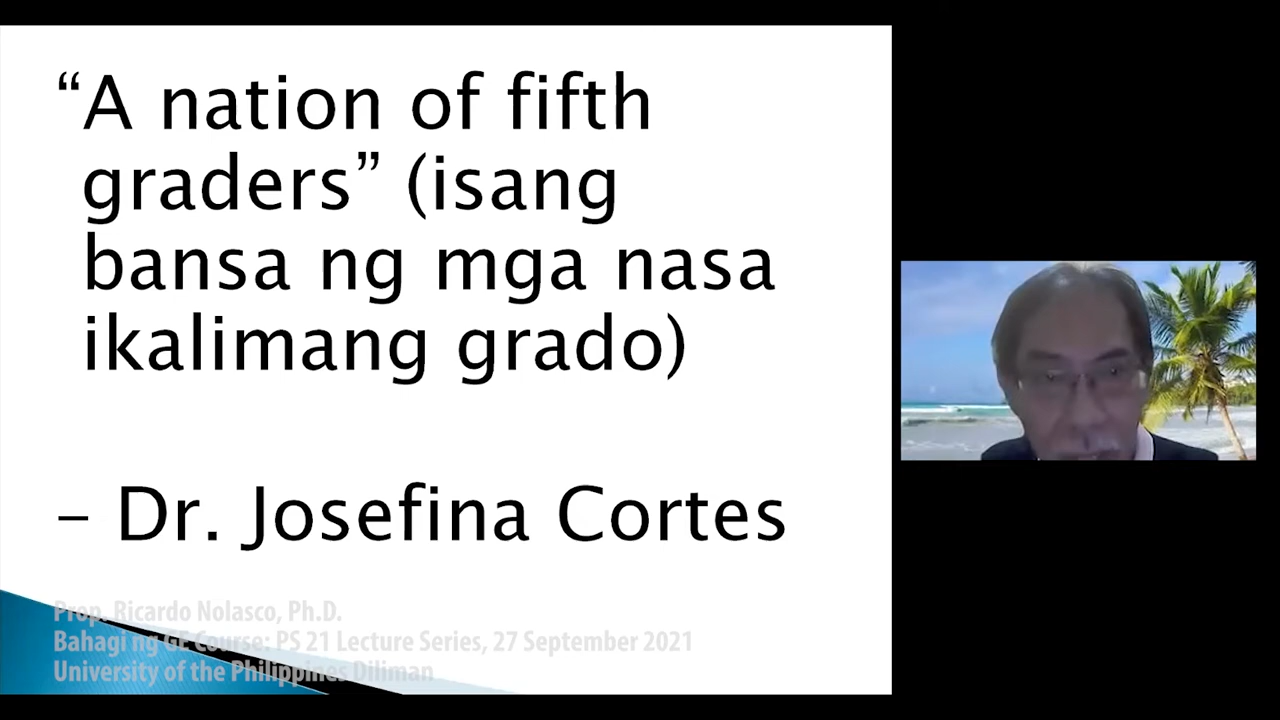 “A nation of fifth
graders” (isang
bansa ng mga nasa
ikalimang grado)
– Dr. Josefina Cortes
Prop. Ricardo Nolasco, Ph.D.
Bahagi ng GE Course: PS 21 Lecture Series, 27 September 2021
University of the Philippines Diliman